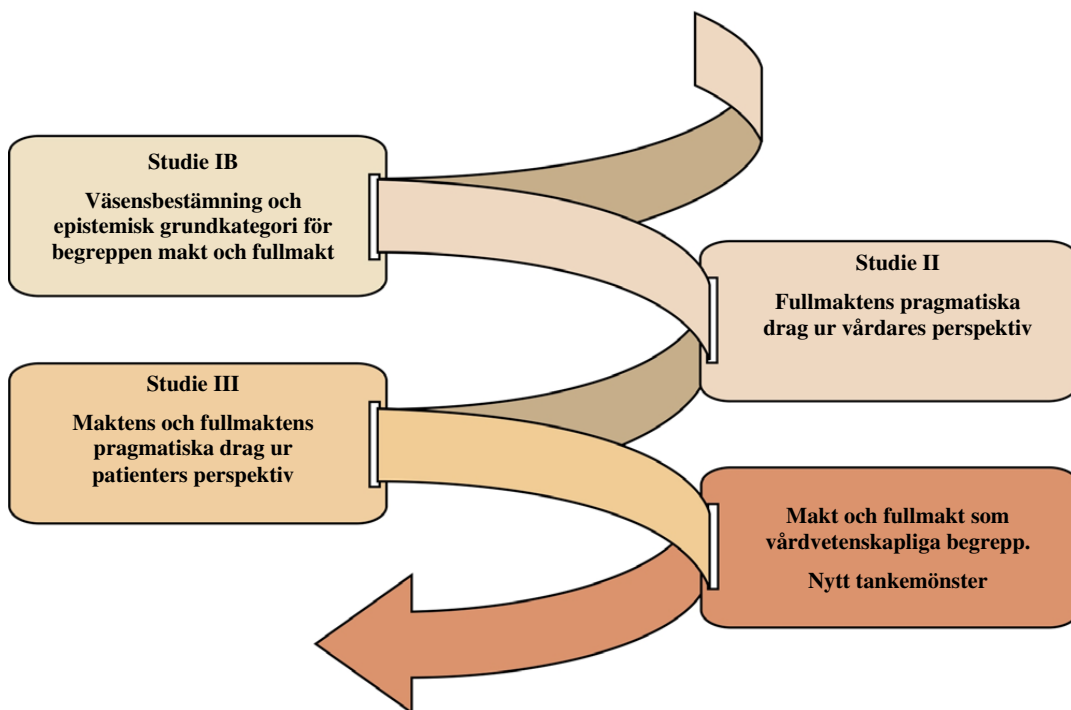 Studie IB
Väsensbestämning och
epistemisk grundkategori för
begreppen makt och fullmakt
Studie II
Fullmaktens pragmatiska
drag ur vårdares perspektiv
Studie III
Maktens och fullmaktens
pragmatiska drag ur
patienters perspektiv
Makt och fullmakt som
vårdvetenskapliga begrepp.
Nytt tankemönster